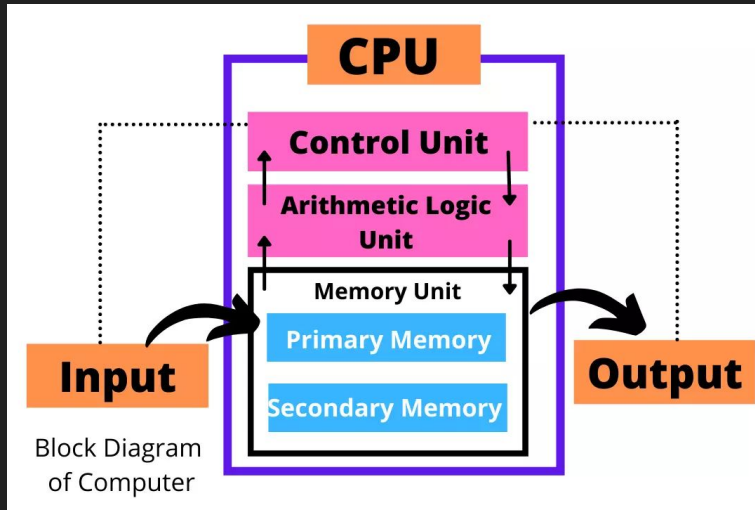 CPU
Control Unit
Arithmetic Logic
Unit
Memory Unit
Primary Memory
Secondary Memory
Input
Output
Block Diagram
of Computer